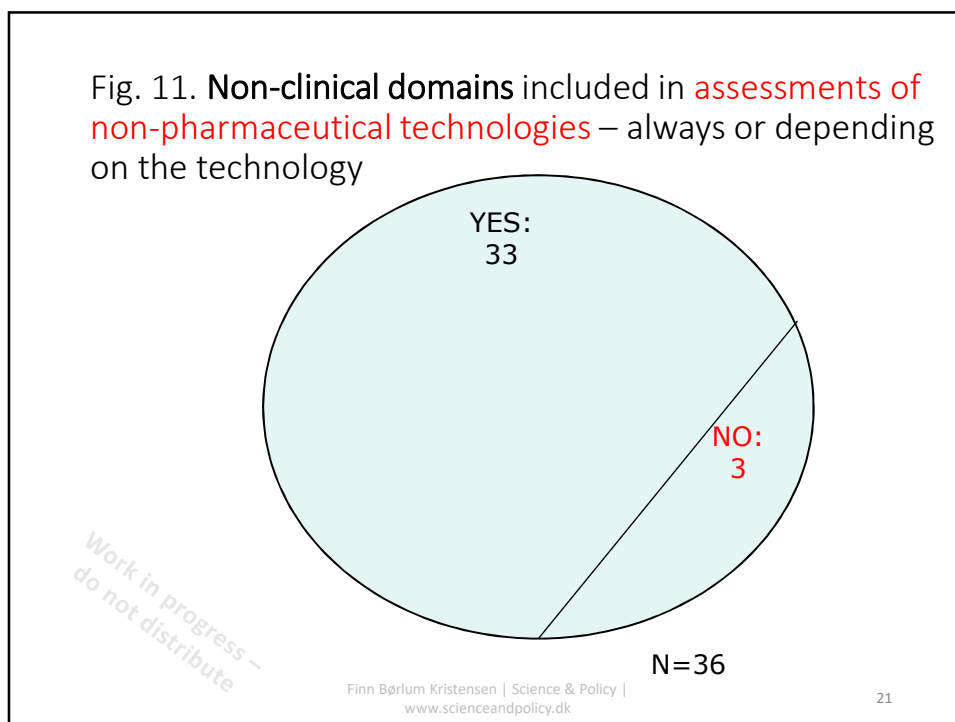 Fig. 11. Non-clinical domains included in assessments of
non-pharmaceutical technologies – always or depending
on the technology
YES:
33
NO:
3
N=36
Work in progress –
do not distribute
Finn Børlum Kristensen | Science & Policy |
www.scienceandpolicy.dk
21